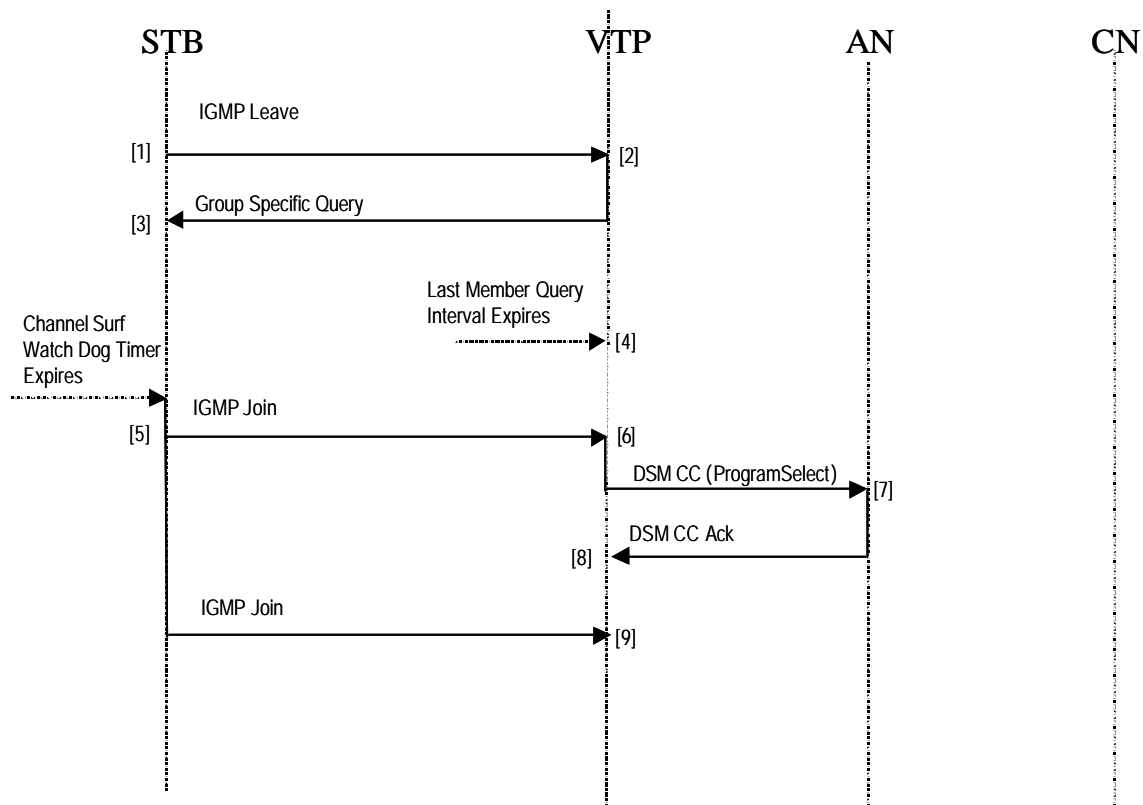 STB VTP AN CN
IGMP Leave
[1] [2]
Group Specific Query
[3]
Last Member Query
Interval Expires
[4]
Channel Surf
Watch Dog Timer
Expires
IGMP Join
[5] [6]
DSM CC (ProgramSelect)
[7]
DSM CC Ack
[8]
IGMP Join
[9]